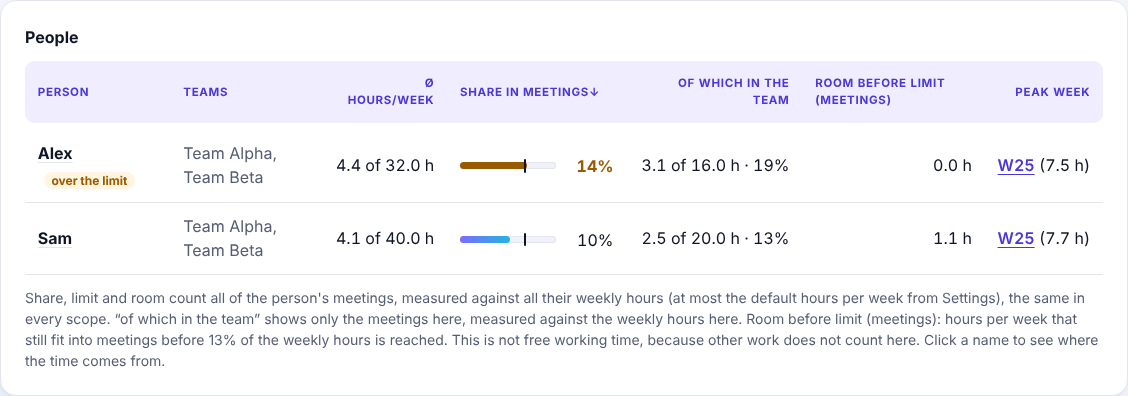 People
PERSON TEAMS Ø HOURS/WEEK SHARE IN MEETINGS↓ OF WHICH IN THE TEAM ROOM BEFORE LIMIT (MEETINGS) PEAK WEEK
Alex over the limit Team Alpha, Team Beta 4.4 of 32.0 h 14% 3.1 of 16.0 h · 19% 0.0 h W25 (7.5 h)
Sam Team Alpha, Team Beta 4.1 of 40.0 h 10% 2.5 of 20.0 h · 13% 1.1 h W25 (7.7 h)
Share, limit and room count all of the person's meetings, measured against all their weekly hours (at most the default hours per week from Settings), the same in
every scope. “of which in the team” shows only the meetings here, measured against the weekly hours here. Room before limit (meetings): hours per week that
still fit into meetings before 13% of the weekly hours is reached. This is not free working time, because other work does not count here. Click a name to see where
the time comes from.